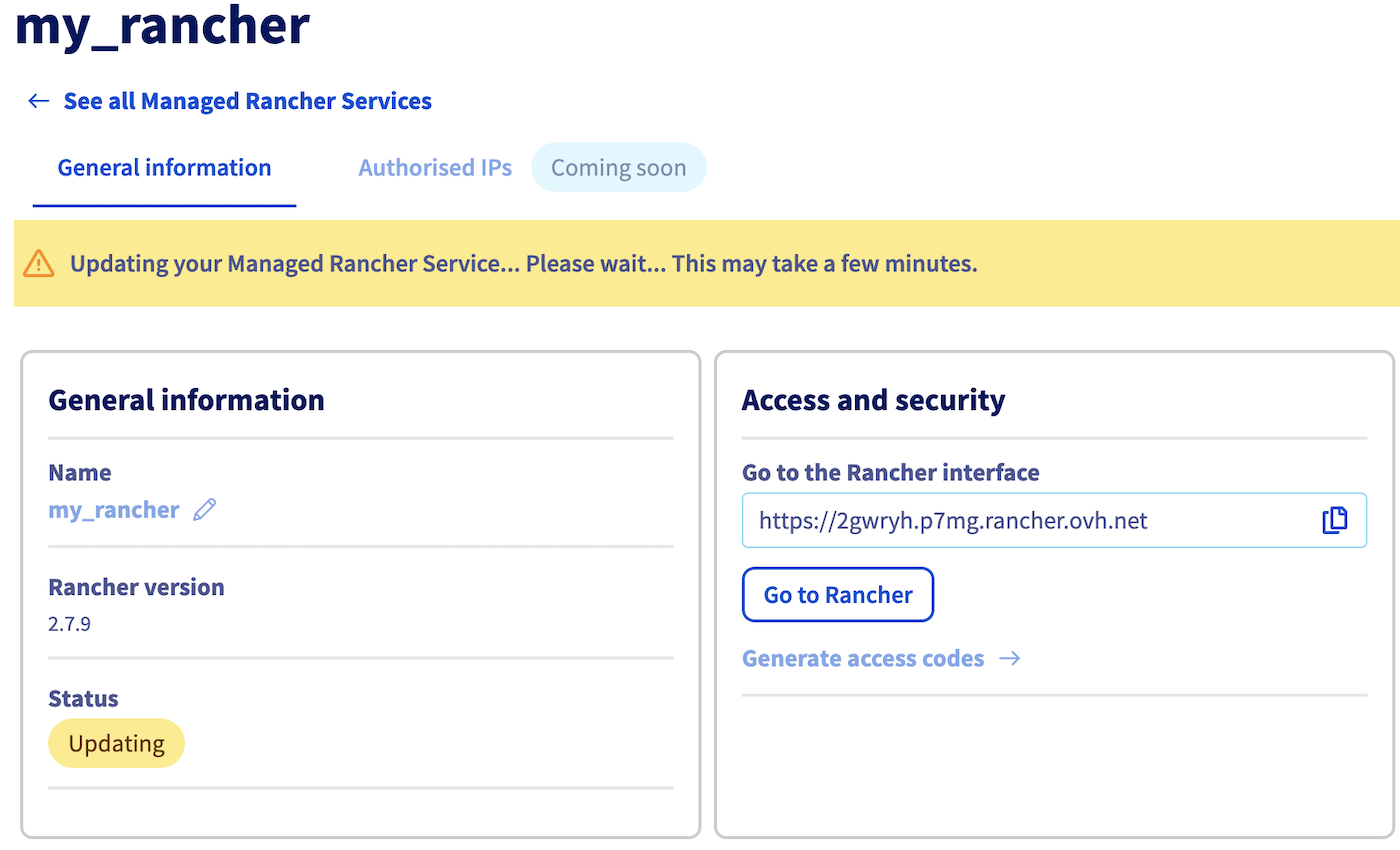 my_rancher
See all Managed Rancher Services
General information
Authorised IPs
Coming soon
Updating your Managed Rancher Service... Please wait... This may take a few minutes.
General information
Name
my_rancher
Rancher version
2.7.9
Status
Updating
Access and security
Go to the Rancher interface
https://2gwryh.p7mg.rancher.ovh.net
Go to Rancher
Generate access codes